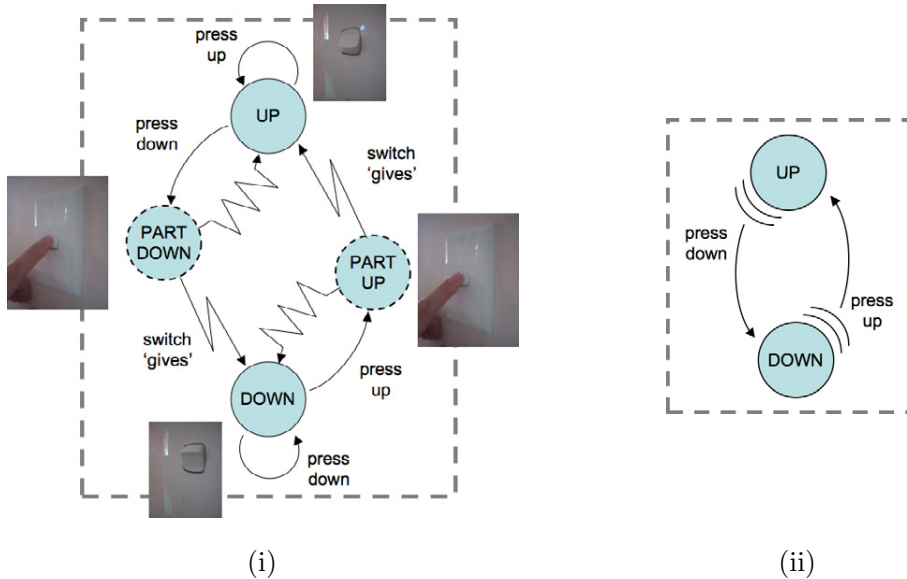 press
up
UP
press
down
switch
'gives'
PART
DOWN
PART
UP
switch
'gives'
DOWN
press
up
press
down
(i)
UP
press
down
press
up
DOWN
(ii)